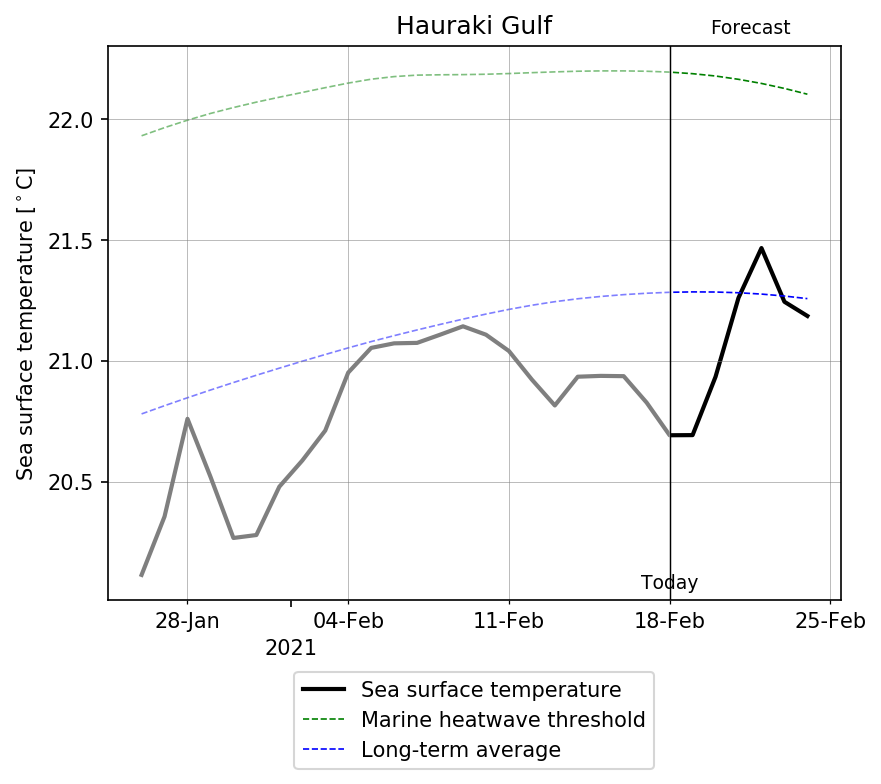 Hauraki Gulf
Forecast
Sea surface temperature [°C]
22.0
21.5
21.0
20.5
Today
28-Jan
04-Feb
11-Feb
18-Feb
25-Feb
2021
Sea surface temperature
Marine heatwave threshold
Long-term average